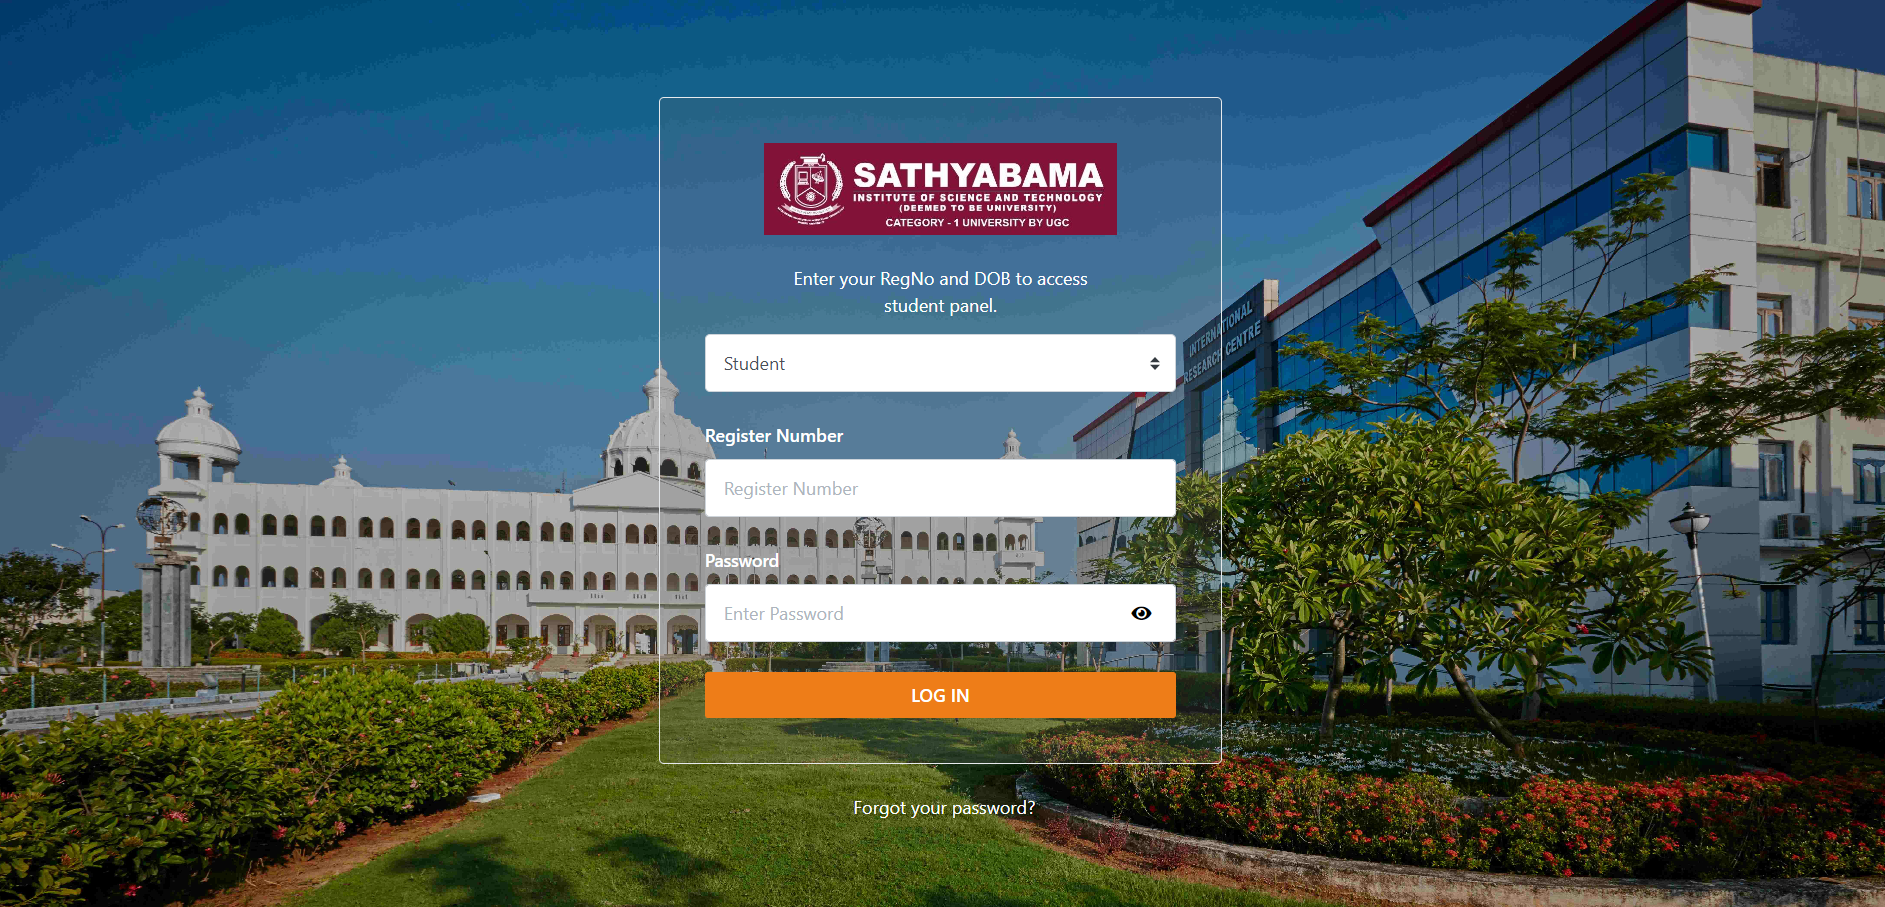 SATHYABAMA
INSTITUTE OF SCIENCE AND TECHNOLOGY
(DEEMED TO BE UNIVERSITY)
CATEGORY - 1 UNIVERSITY BY UGC
Enter your RegNo and DOB to access
student panel.
Student
INTERNATIONAL
RESEARCH CENTRE
Register Number
Register Number
Password
Enter Password
LOG IN
Forgot your password?